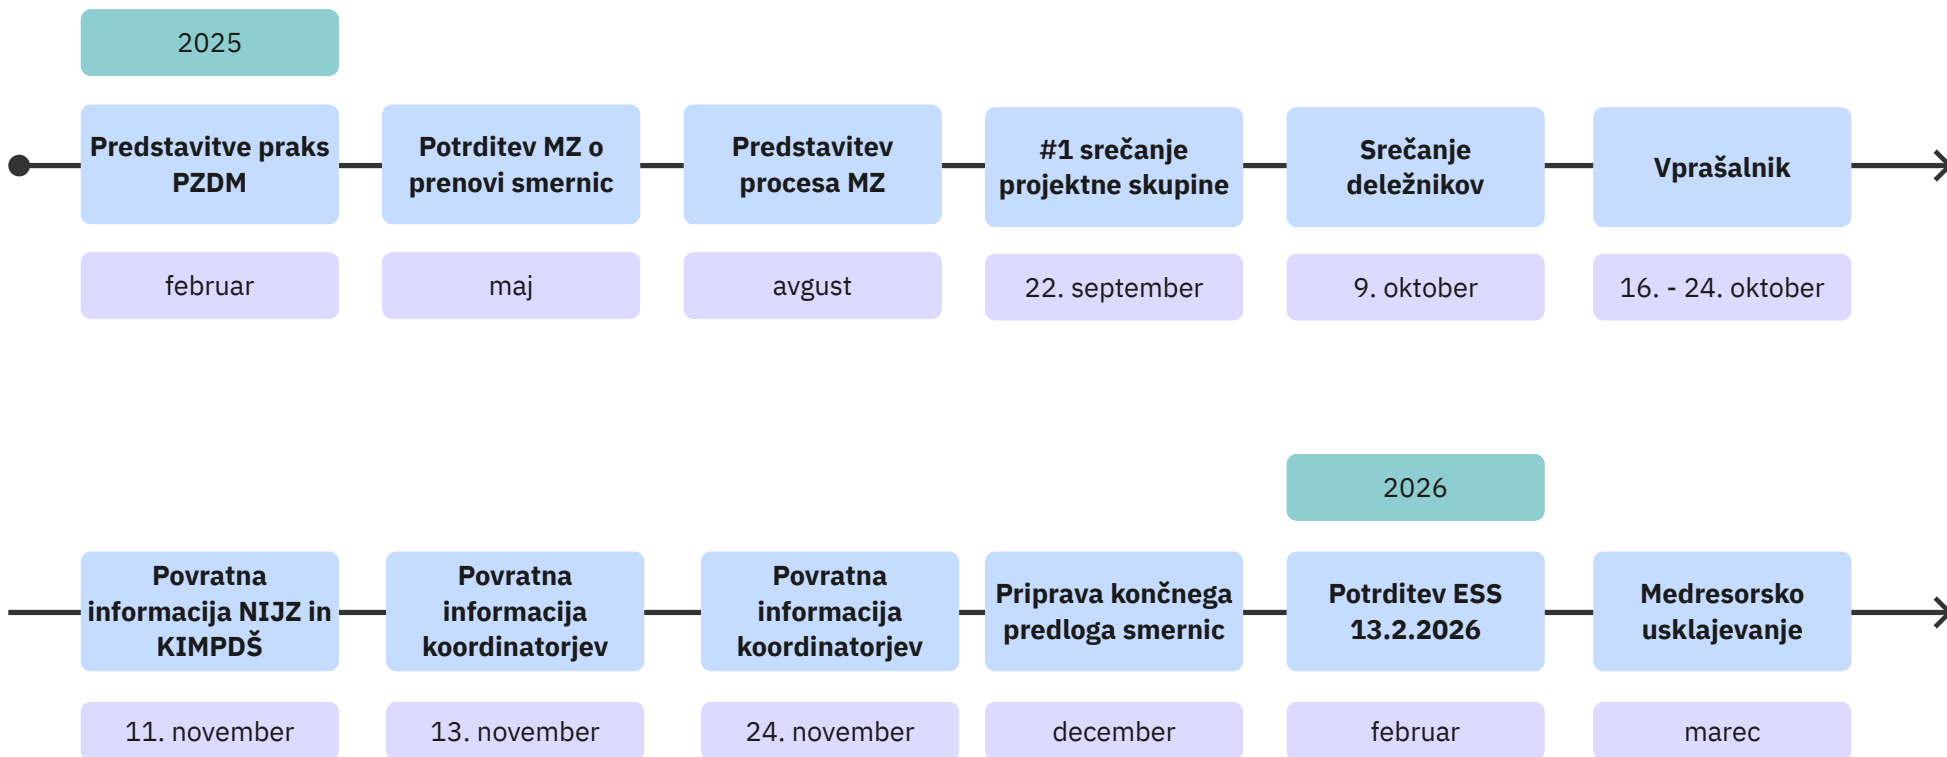 2025
Predstavitve praks
PZDM
Potrditev MZ o
prenovi smernic
Predstavitev
procesa MZ
#1 srečanje
projektne skupine
Srečanje
deležnikov
Vprašalnik
februar
maj
avgust
22. september
9. oktober
16. - 24. oktober
2026
Povratna
informacija NIJZ in
KIMPDŠ
Povratna
informacija
koordinatorjev
Povratna
informacija
koordinatorjev
Priprava končnega
predloga smernic
Potrditev ESS
13.2.2026
Medresorsko
usklajevanje
11. november
13. november
24. november
december
februar
marec